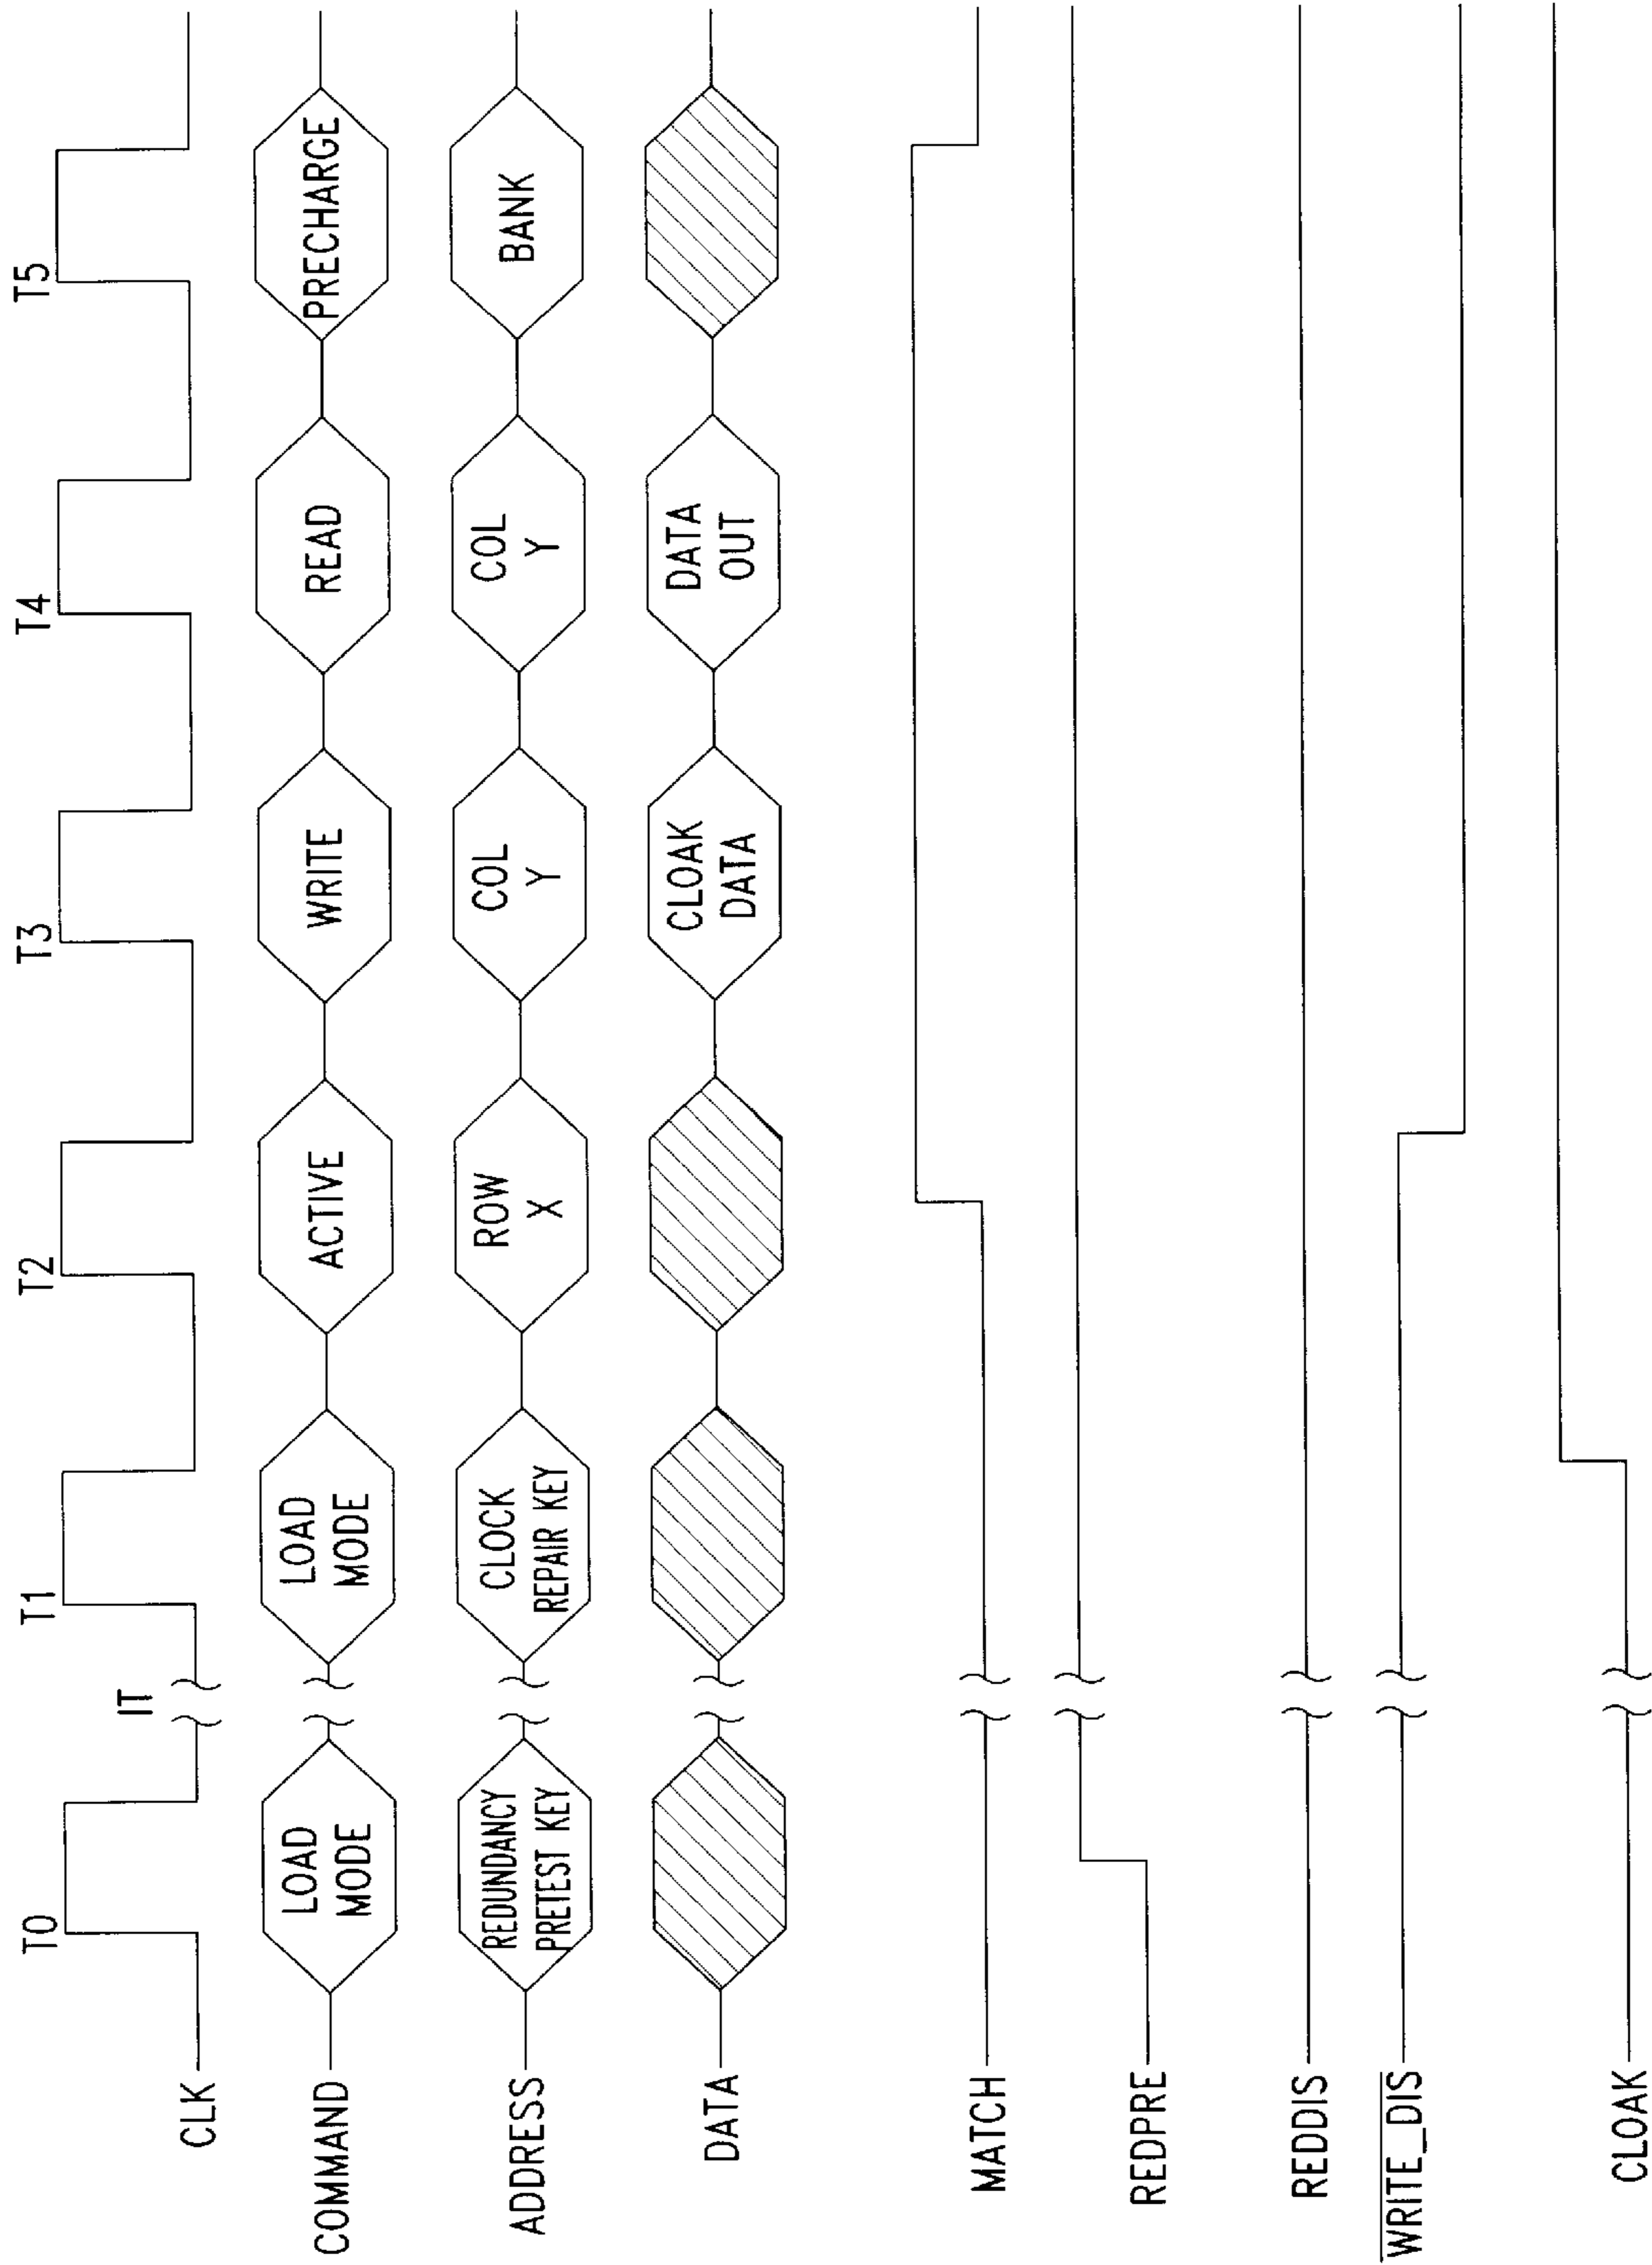 T0
IT
T1
T2
T3
T4
T5
CLK
COMMAND
LOAD
MODE
LOAD
MODE
ACTIVE
WRITE
READ
PRECHARGE
ADDRESS
REDUNDANCY
PRETEST KEY
CLOCK
REPAIR KEY
ROW
X
COL
Y
COL
Y
BANK
DATA
CLOAK
DATA
DATA
OUT
MATCH
REDPRE
REDDIS
WRITE_DIS
CLOAK